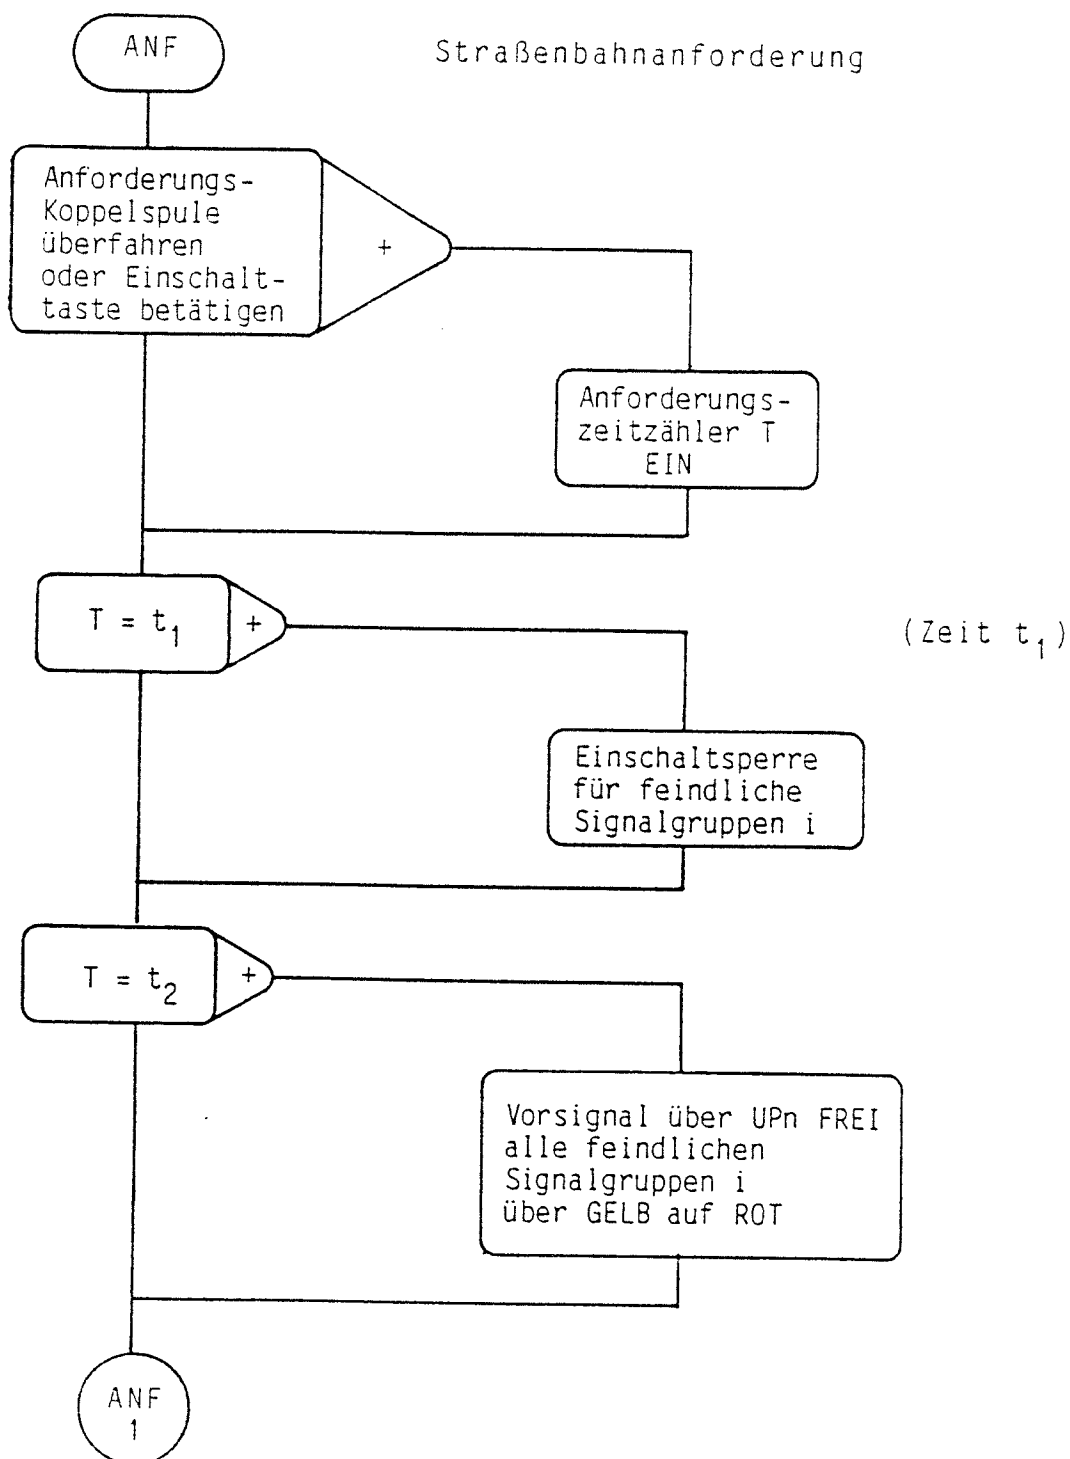 ANF
Straßenbahnanforderung
Anforderungs-
Koppelspule
überfahren
oder Einschalt-
taste betätigen
+
Anforderungs-
zeitzähler T
EIN
T = t₁
+
(Zeit t₁)
Einschaltsperre
für feindliche
Signalgruppen i
T = t₂
+
Vorsignal über UPn FREI
alle feindlichen
Signalgruppen i
über GELB auf ROT
ANF
1